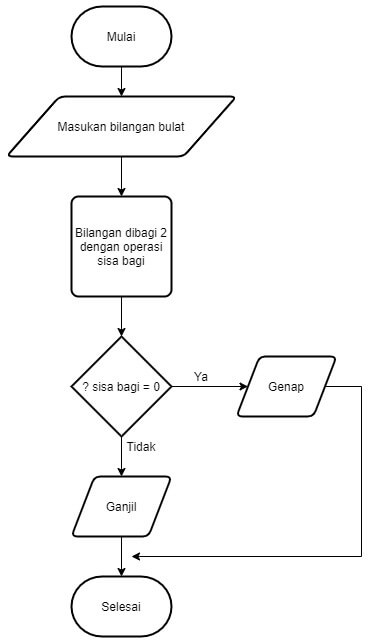 Mulai
Masukan bilangan bulat
Bilangan dibagi 2
dengan operasi
sisa bagi
? sisa bagi = 0
Ya
Genap
Tidak
Ganjil
Selesai